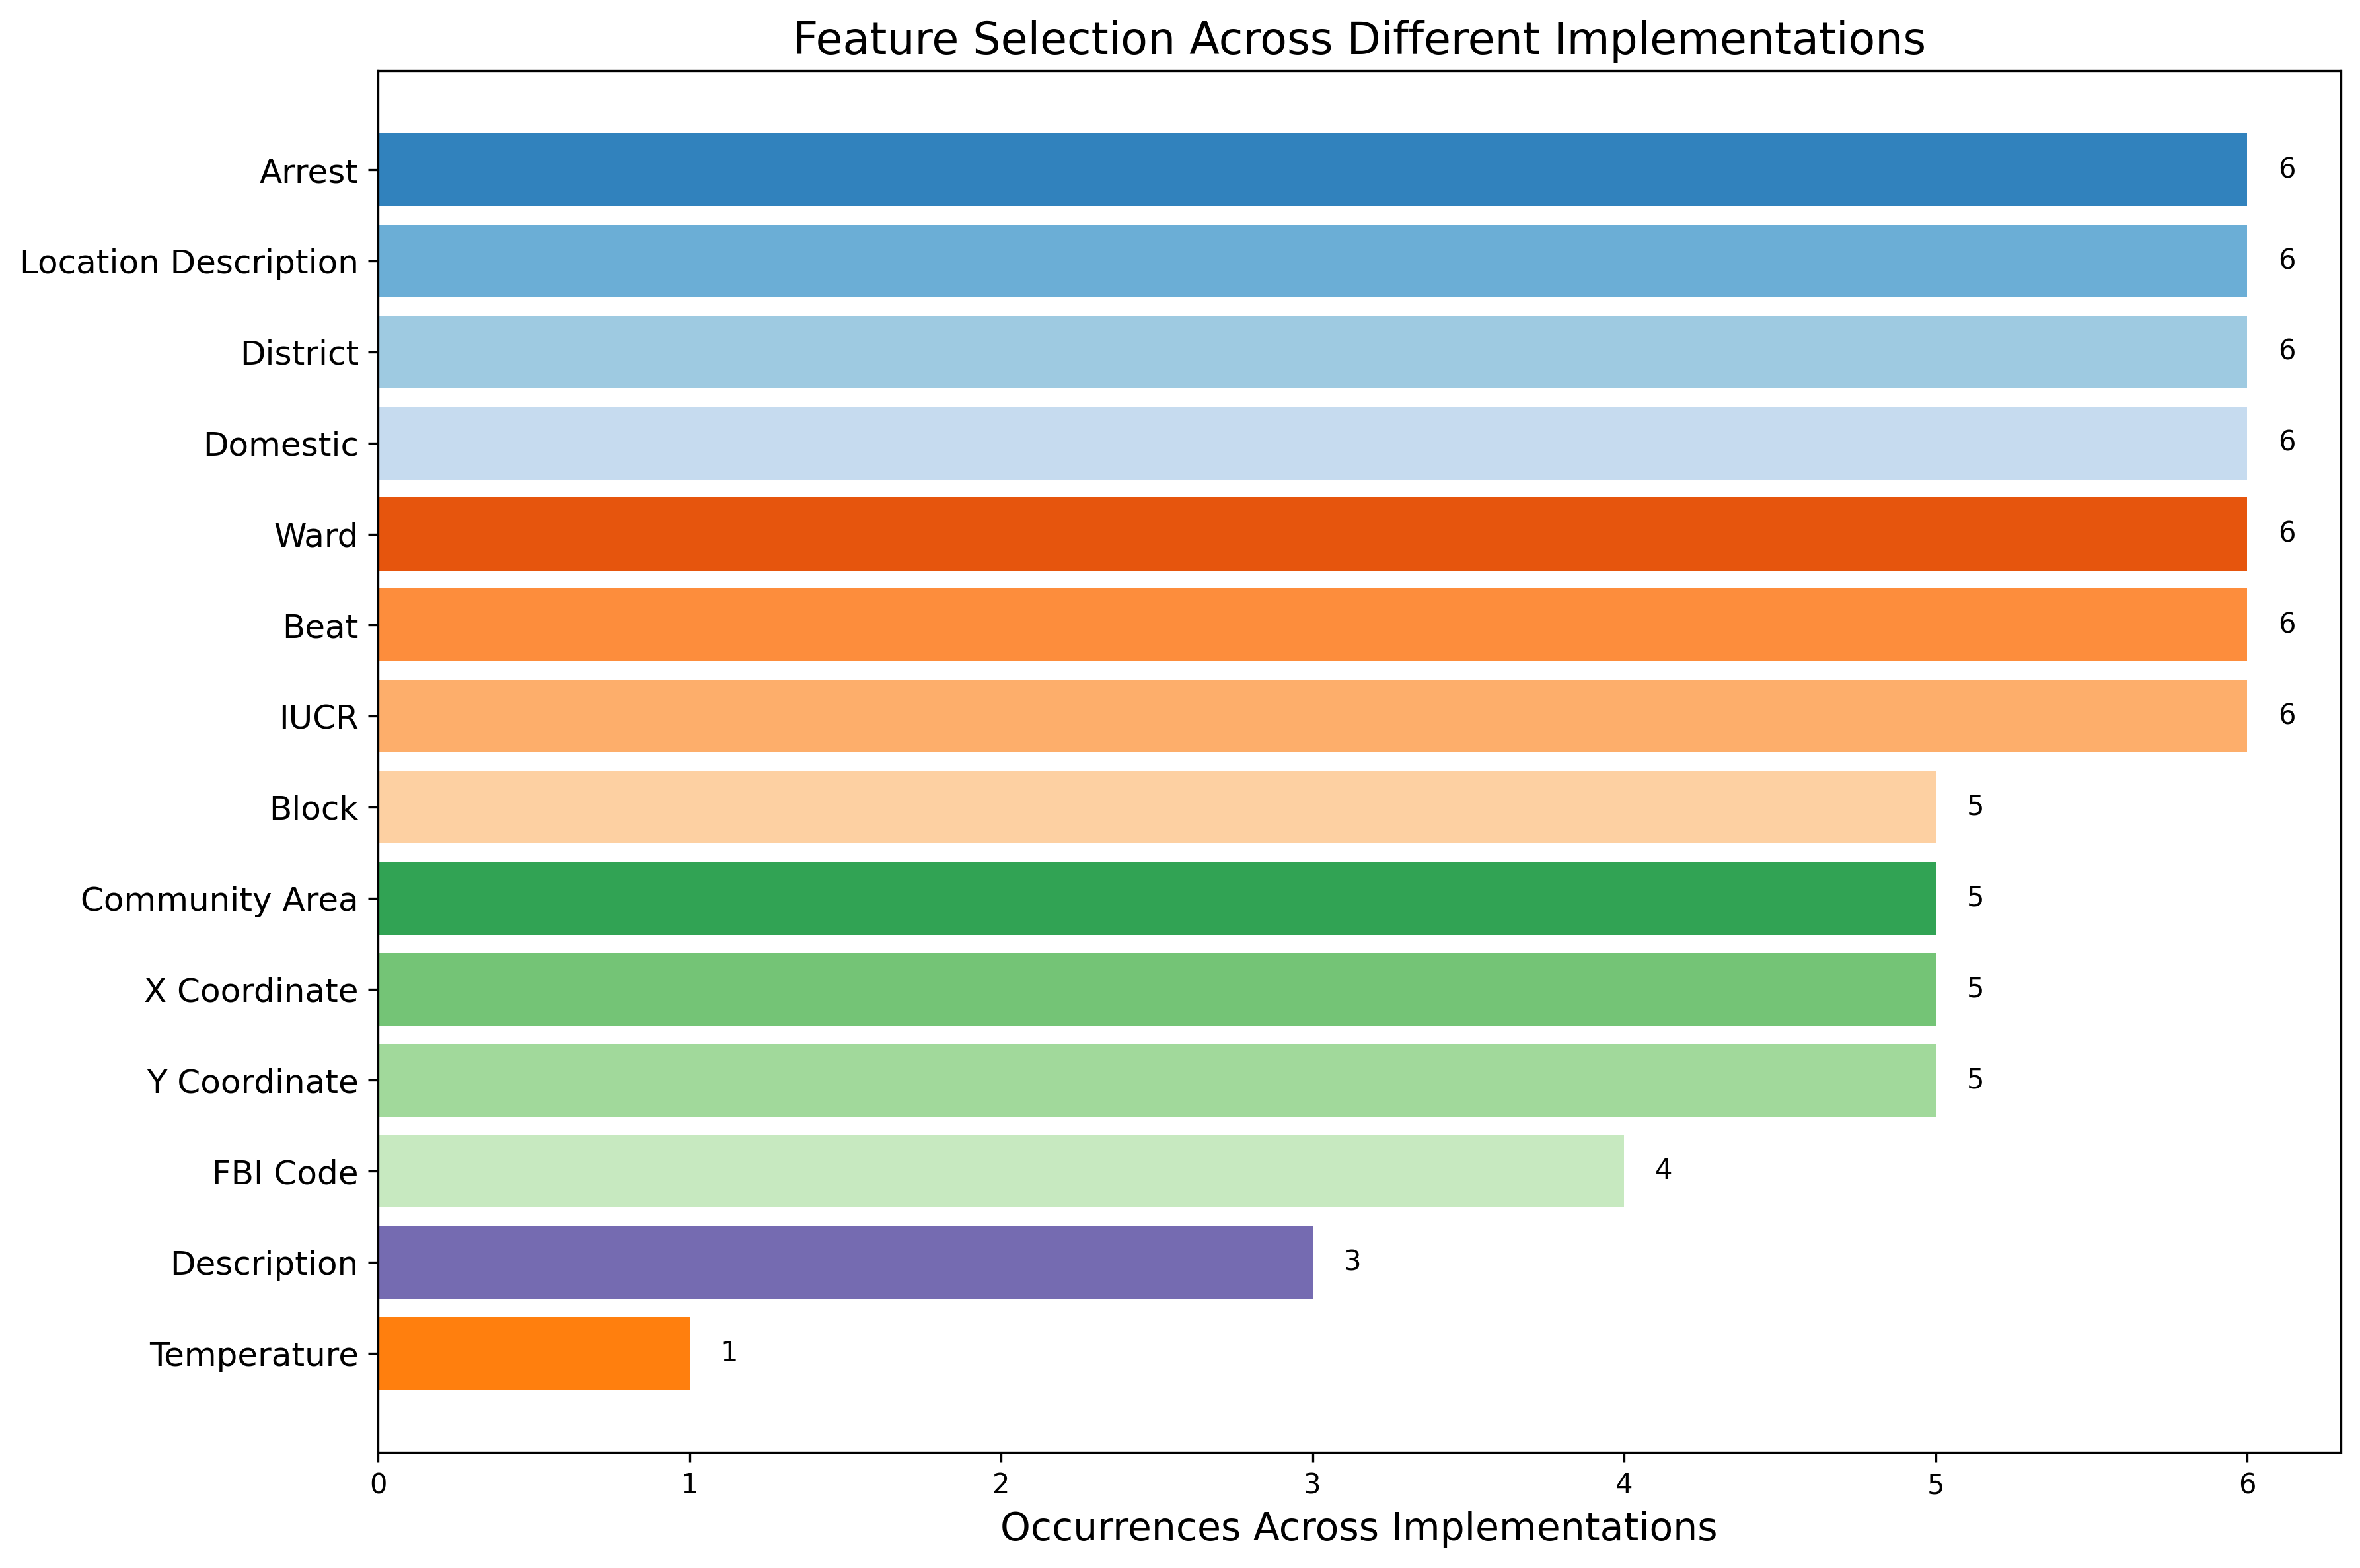 Feature Selection Across Different Implementations
Arrest 6
Location Description 6
District 6
Domestic 6
Ward 6
Beat 6
IUCR 6
Block 5
Community Area 5
X Coordinate 5
Y Coordinate 5
FBI Code 4
Description 3
Temperature 1
0 1 2 3 4 5 6
Occurrences Across Implementations